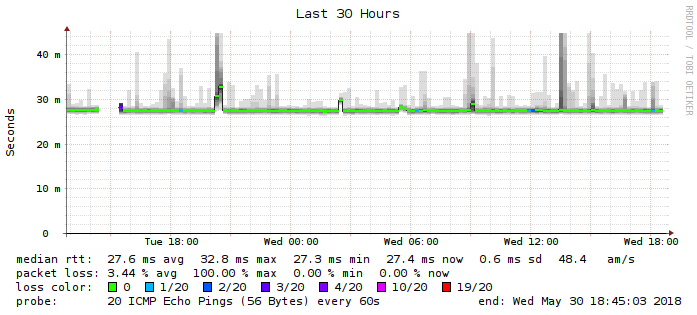 Last 30 Hours
RRDTOOL / TOBI OETIKER
Seconds
40 m
30 m
20 m
10 m
0
Tue 18:00 Wed 00:00 Wed 06:00 Wed 12:00 Wed 18:00
median rtt: 27.6 ms avg 32.8 ms max 27.3 ms min 27.4 ms now 0.6 ms sd 48.4 am/s
packet loss: 3.44 % avg 100.00 % max 0.00 % min 0.00 % now
loss color: 0 1/20 2/20 3/20 4/20 10/20 19/20
probe: 20 ICMP Echo Pings (56 Bytes) every 60s end: Wed May 30 18:45:03 2018